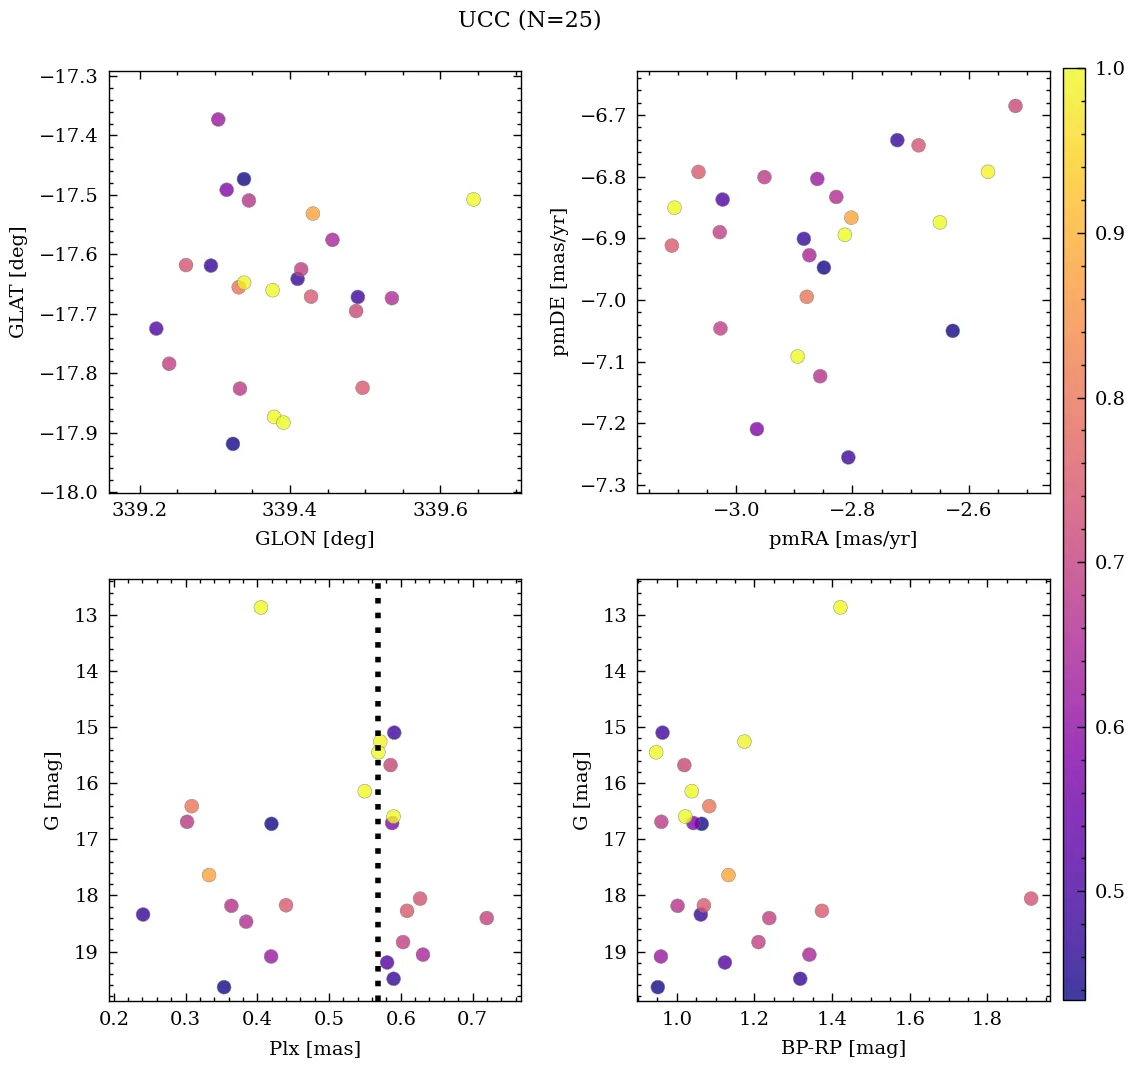 UCC (N=25)
−17.3
−17.4
−17.5
−17.6
−17.7
−17.8
−17.9
−18.0
GLAT [deg]
339.2 339.4 339.6
GLON [deg]
−6.7
−6.8
−6.9
−7.0
−7.1
−7.2
−7.3
pmDE [mas/yr]
−3.0 −2.8 −2.6
pmRA [mas/yr]
1.0
0.9
0.8
0.7
0.6
0.5
13
14
15
16
17
18
19
G [mag]
0.2 0.3 0.4 0.5 0.6 0.7
Plx [mas]
13
14
15
16
17
18
19
G [mag]
1.0 1.2 1.4 1.6 1.8
BP-RP [mag]